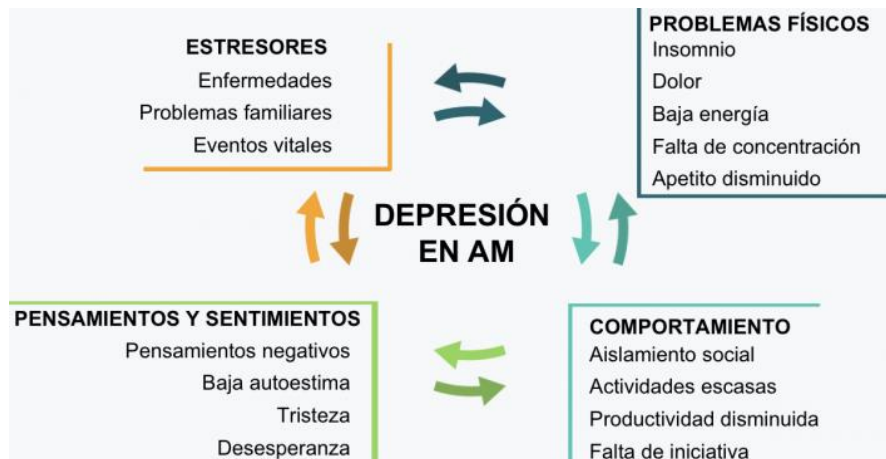 ESTRESORES
Enfermedades
Problemas familiares
Eventos vitales
PROBLEMAS FÍSICOS
Insomnio
Dolor
Baja energía
Falta de concentración
Apetito disminuido
DEPRESIÓN
EN AM
PENSAMIENTOS Y SENTIMIENTOS
Pensamientos negativos
Baja autoestima
Tristeza
Desesperanza
COMPORTAMIENTO
Aislamiento social
Actividades escasas
Productividad disminuida
Falta de iniciativa